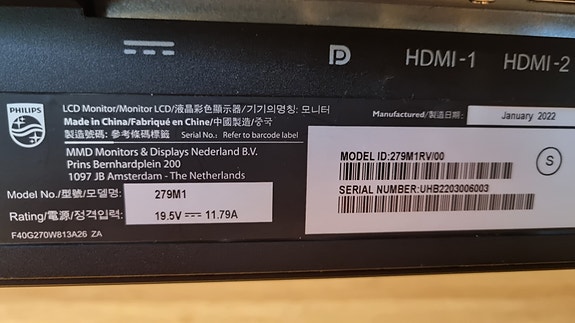 HDMI-1 HDMI-2
PHILIPS
LCD Monitor/Monitor LCD/液晶彩色顯示器/기기의명칭: 모니터
Made in China/Fabriqué en Chine/中國製造/중국
製造號碼: 參考條碼標籤 Serial No.: Refer to barcode label
MMD Monitors & Displays Nederland B.V.
Prins Bernhardplein 200
1097 JB Amsterdam - The Netherlands
Model No./型號/모델명: 279M1
Rating/電源/정격입력: 19.5V ⎓ 11.79A
F40G270W813A26 ZA
Manufactured/製造日期: January 2022
MODEL ID:279M1RV/00
S
SERIAL NUMBER:UHB2203006003